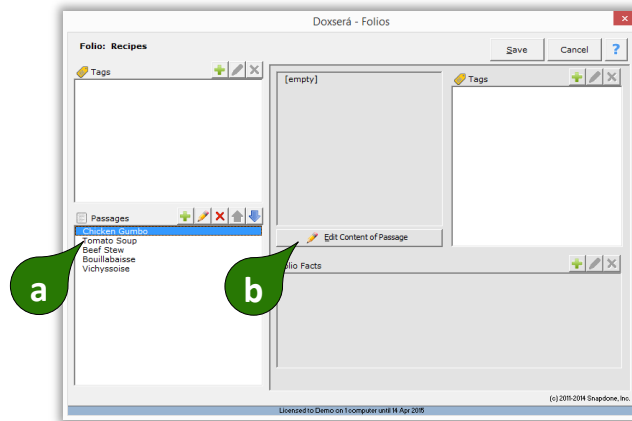 Doxserá - Folios
Folio: Recipes
Save
Cancel
?
Tags
[empty]
Tags
Passages
Chicken Gumbo
Tomato Soup
Beef Stew
Bouillabaisse
Vichyssoise
Edit Content of Passage
a
b
olio Facts
(c) 2011-2014 Snapdone, Inc.
Licensed to Demo on 1 computer until 14 Apr 2015